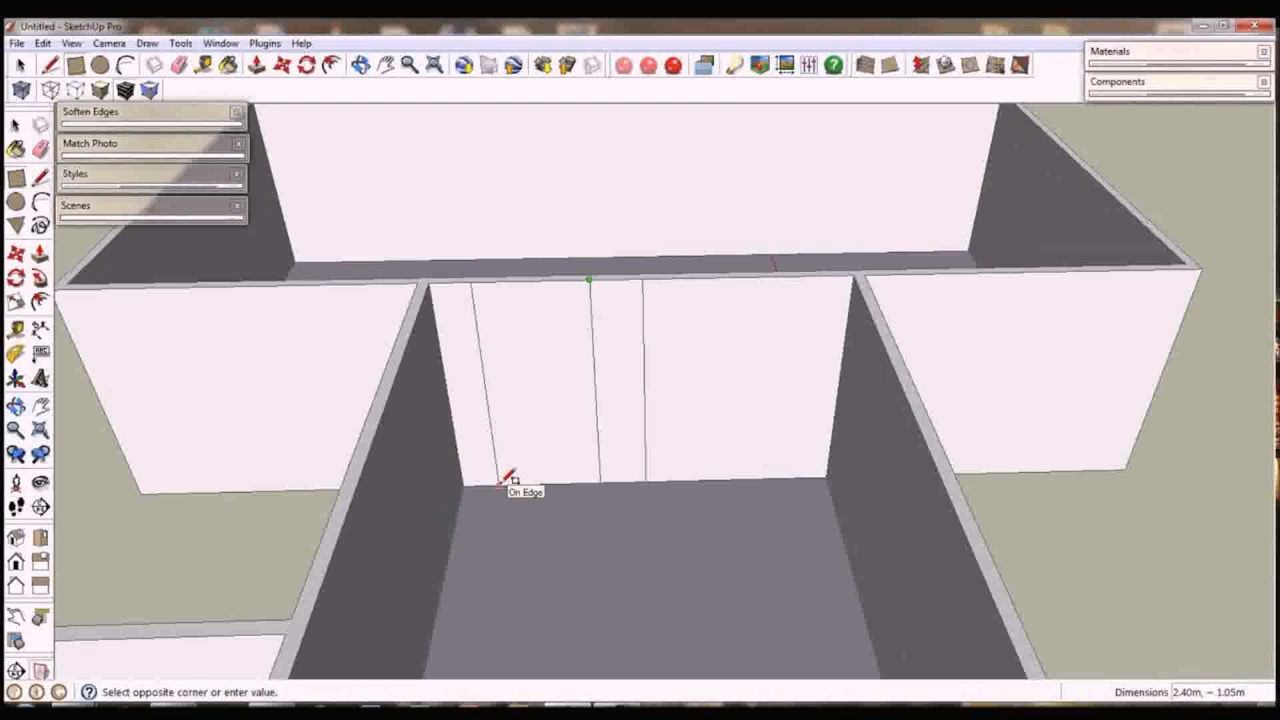 Untitled - SketchUp Pro
File Edit View Camera Draw Tools Window Plugins Help
Materials
Components
Soften Edges
Match Photo
Styles
Scenes
ABC
On Edge
Select opposite corner or enter value.
Dimensions 2.40m, ~ 1.05m